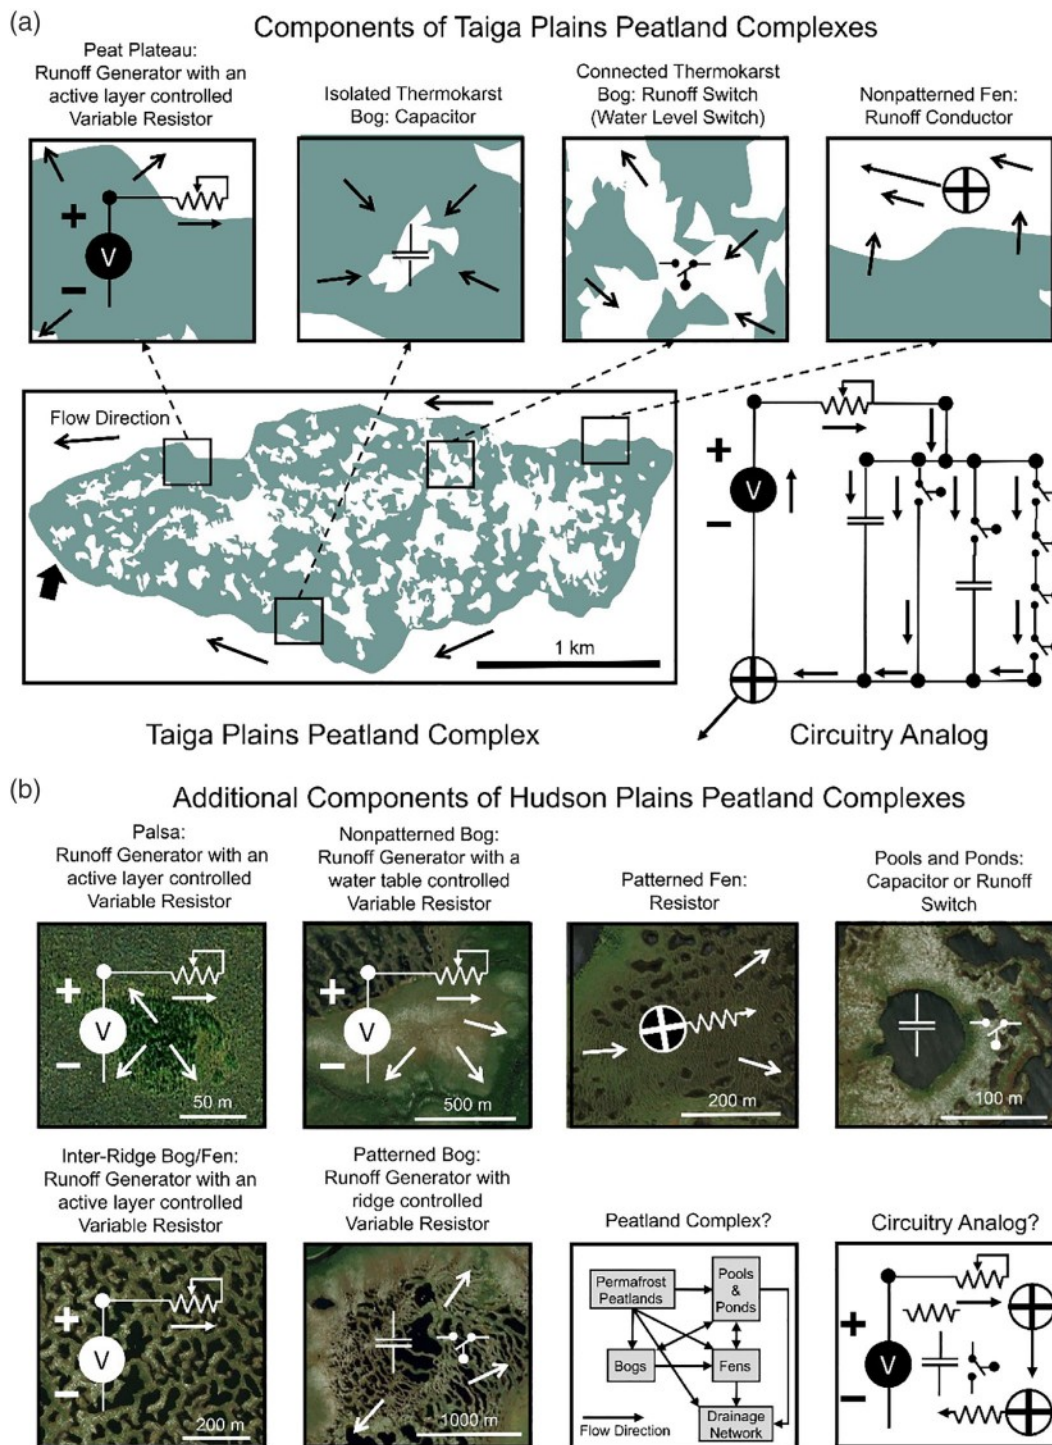 (a)
Components of Taiga Plains Peatland Complexes
Peat Plateau:
Runoff Generator with an
active layer controlled
Variable Resistor
Isolated Thermokarst
Bog: Capacitor
Connected Thermokarst
Bog: Runoff Switch
(Water Level Switch)
Nonpatterned Fen:
Runoff Conductor
+
V
−
Flow Direction
1 km
+
V
−
Taiga Plains Peatland Complex
Circuitry Analog
(b)
Additional Components of Hudson Plains Peatland Complexes
Palsa:
Runoff Generator with an
active layer controlled
Variable Resistor
Nonpatterned Bog:
Runoff Generator with a
water table controlled
Variable Resistor
Patterned Fen:
Resistor
Pools and Ponds:
Capacitor or Runoff
Switch
+
V
−
50 m
+
V
−
500 m
200 m
100 m
Inter-Ridge Bog/Fen:
Runoff Generator with an
active layer controlled
Variable Resistor
Patterned Bog:
Runoff Generator with
ridge controlled
Variable Resistor
Peatland Complex?
Circuitry Analog?
+
V
−
200 m
1000 m
Permafrost
Peatlands
Pools
&
Ponds
Bogs
Fens
Drainage
Network
Flow Direction
+
V
−